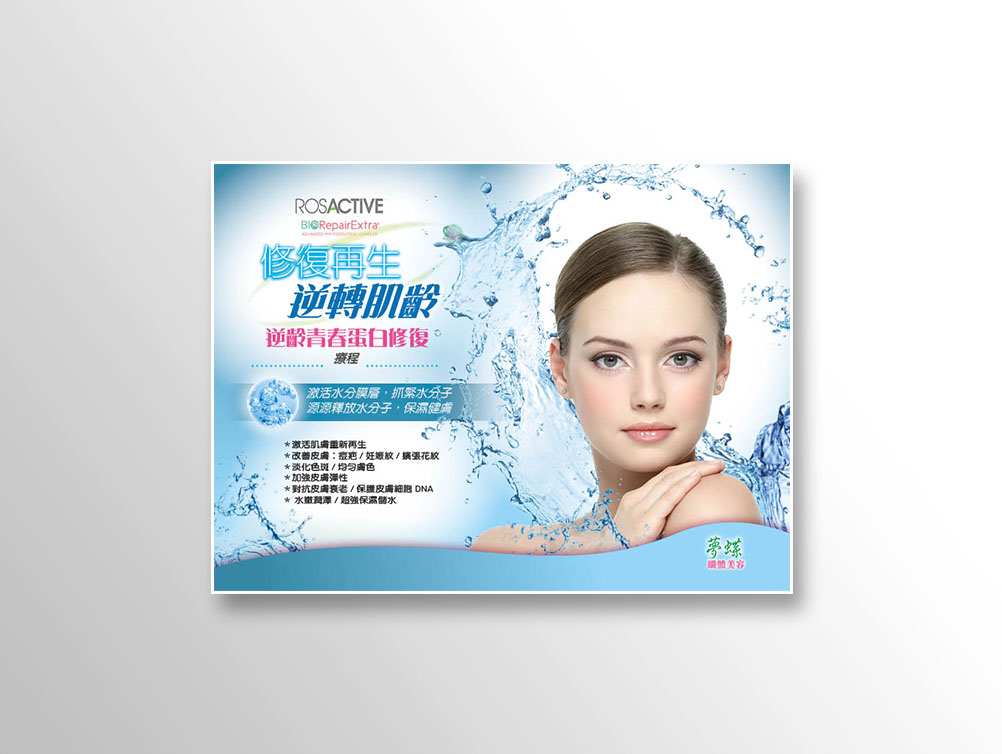 ROSACTIVE
BIORepairExtra
ADVANCED PHYTOCEUTICAL COMPLEX
修復再生
逆轉肌齡
逆齡青春蛋白修復
療程
激活水分膜層，抓緊水分子
源源釋放水分子，保濕健膚
*激活肌膚重新再生
*改善皮膚：痘疤 / 妊娠紋 / 擴張花紋
*淡化色斑 / 均勻膚色
*加強皮膚彈性
*對抗皮膚衰老 / 保護皮膚細胞 DNA
* 水嫩潤澤 / 超強保濕儲水
夢蝶
纖體美容